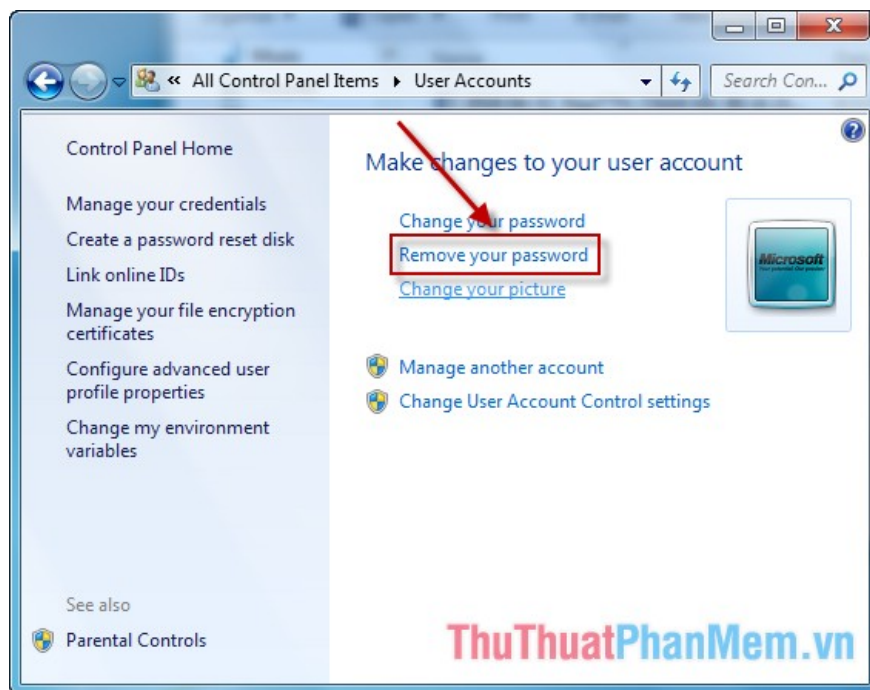 « All Control Panel Items ▸ User Accounts
Search Con...
Control Panel Home
Manage your credentials
Create a password reset disk
Link online IDs
Manage your file encryption
certificates
Configure advanced user
profile properties
Change my environment
variables
See also
Parental Controls
Make changes to your user account
Change your password
Remove your password
Change your picture
Microsoft
Manage another account
Change User Account Control settings
ThuThuatPhanMem.vn